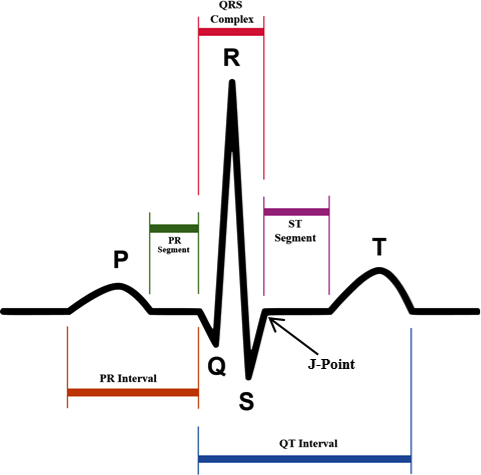 QRS
Complex
R
ST
Segment
PR
Segment
P
T
Q
J-Point
PR Interval
S
QT Interval